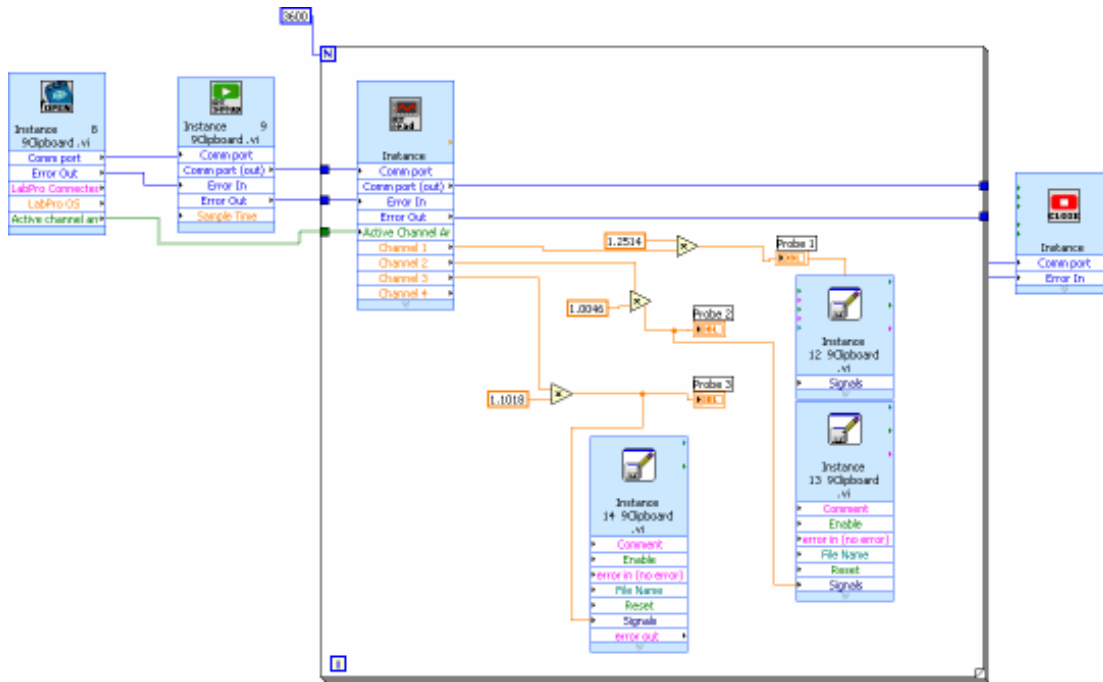 3600
N
OPEN
Instance 8
9Clipboard .vi
Comm port
Error Out
LabPro Connected
LabPro OS
Active channel arr
Setup
Instance 9
9Clipboard .vi
Comm port
Comm port (out)
Error In
Error Out
Sample Time
Read
Instance
Comm port
Comm port (out)
Error In
Error Out
Active Channel Ar
Channel 1
Channel 2
Channel 3
Channel 4
1.2514
Probe 1
1.0046
Probe 2
1.1018
Probe 3
Instance
12 9Clipboard
.vi
Signals
Instance
13 9Clipboard
.vi
Comment
Enable
error in (no error)
File Name
Reset
Signals
Instance
14 9Clipboard
.vi
Comment
Enable
error in (no error)
File Name
Reset
Signals
error out
CLOSE
Instance
Comm port
Error In
i